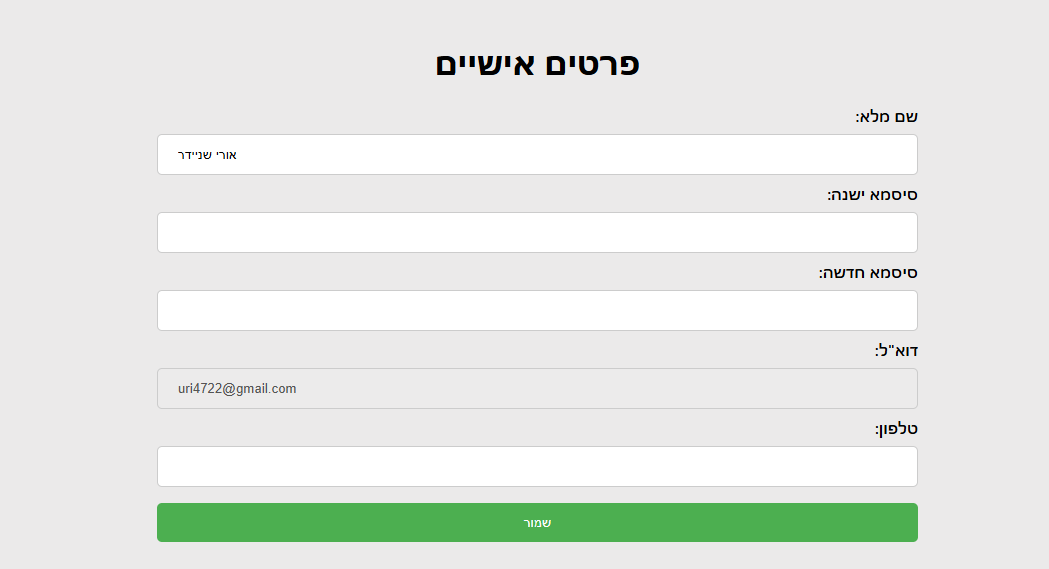 פרטים אישיים
שם מלא:
אורי שניידר
סיסמא ישנה:
סיסמא חדשה:
דוא"ל:
uri4722@gmail.com
טלפון:
שמור